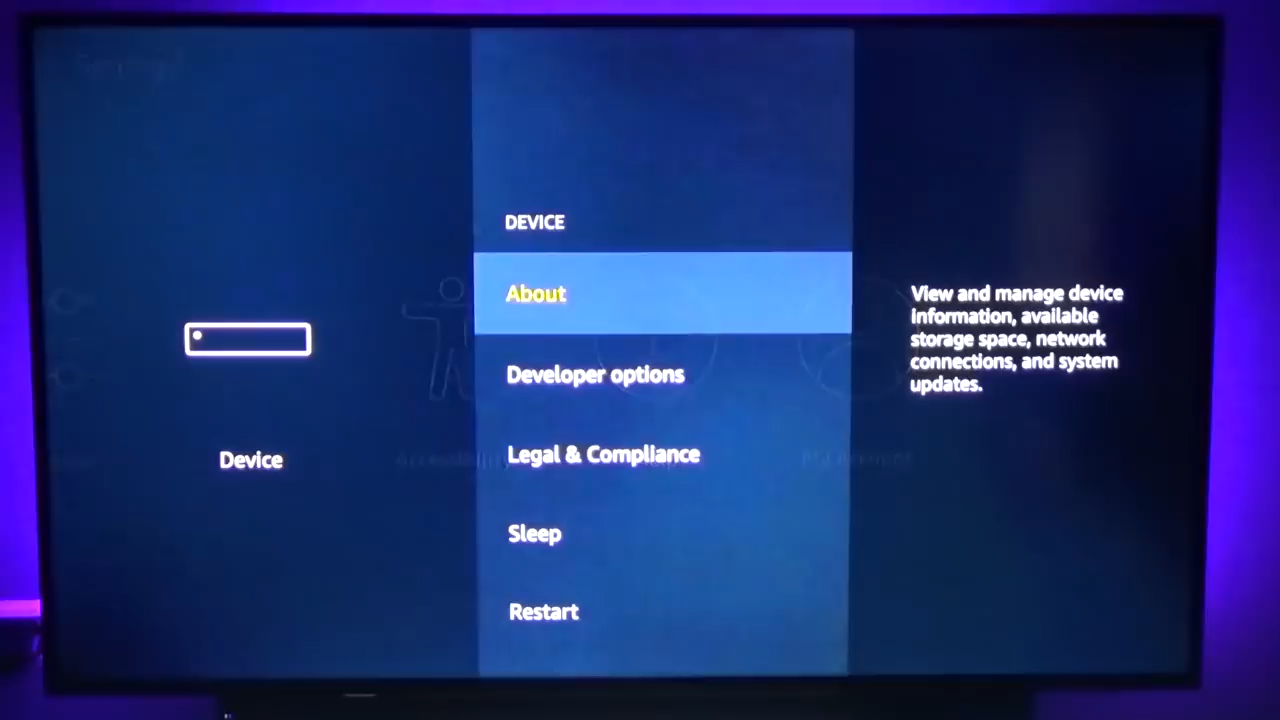 DEVICE
About
Developer options
Legal & Compliance
Sleep
Restart
Device
View and manage device
information, available
storage space, network
connections, and system
updates.